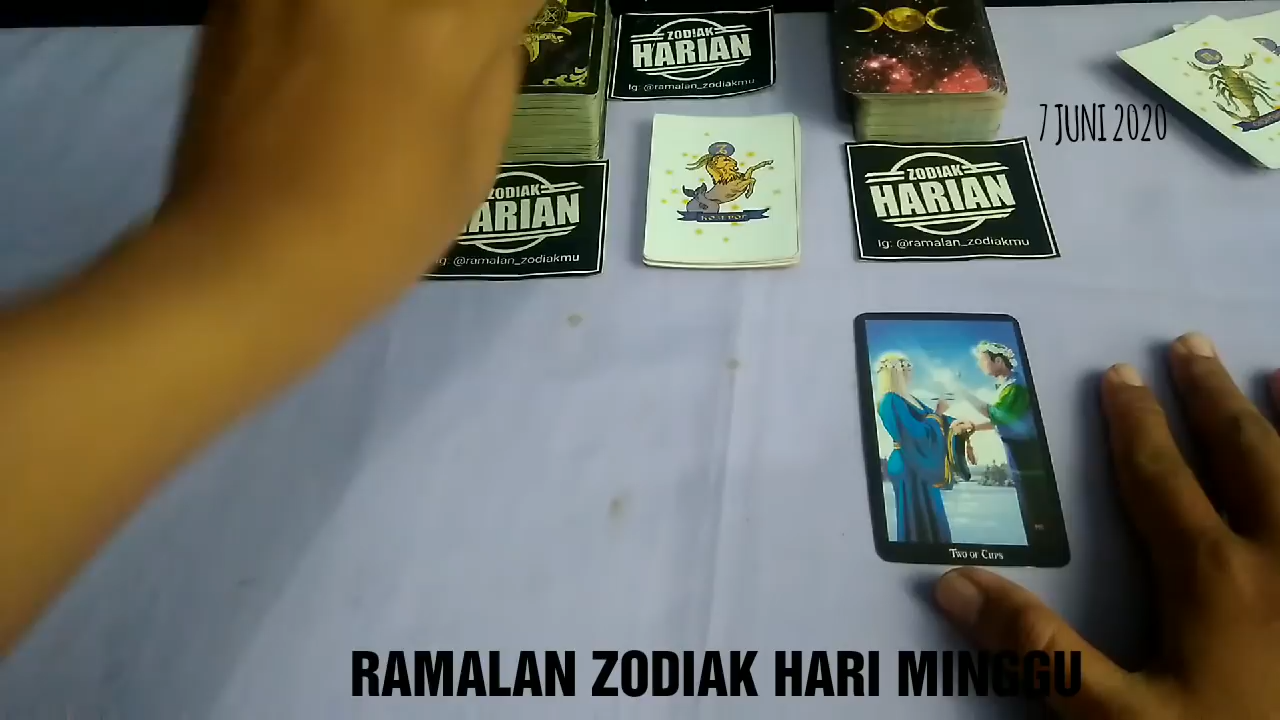 ZODIAK
HARIAN
Ig: @ramalan_zodiakmu
7 JUNI 2020
ZODIAK
HARIAN
@ramalan_zodiakmu
ZODIAK
HARIAN
Ig: @ramalan_zodiakmu
TWO OF CUPS
RAMALAN ZODIAK HARI MINGGU